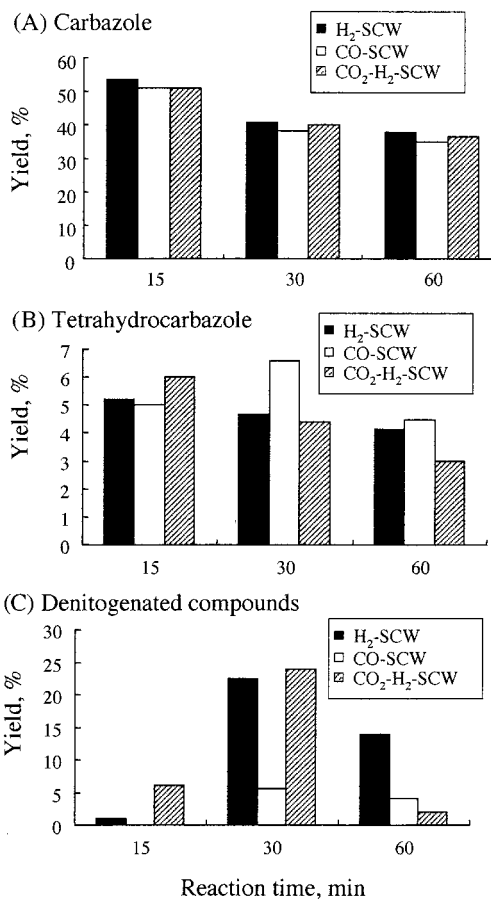 (A) Carbazole
H2-SCW
CO-SCW
CO2-H2-SCW
Yield, %
60
50
40
30
20
10
0
15 30 60
(B) Tetrahydrocarbazole
H2-SCW
CO-SCW
CO2-H2-SCW
Yield, %
7
6
5
4
3
2
1
0
15 30 60
(C) Denitogenated compounds
H2-SCW
CO-SCW
CO2-H2-SCW
Yield, %
30
25
20
15
10
5
0
15 30 60
Reaction time, min